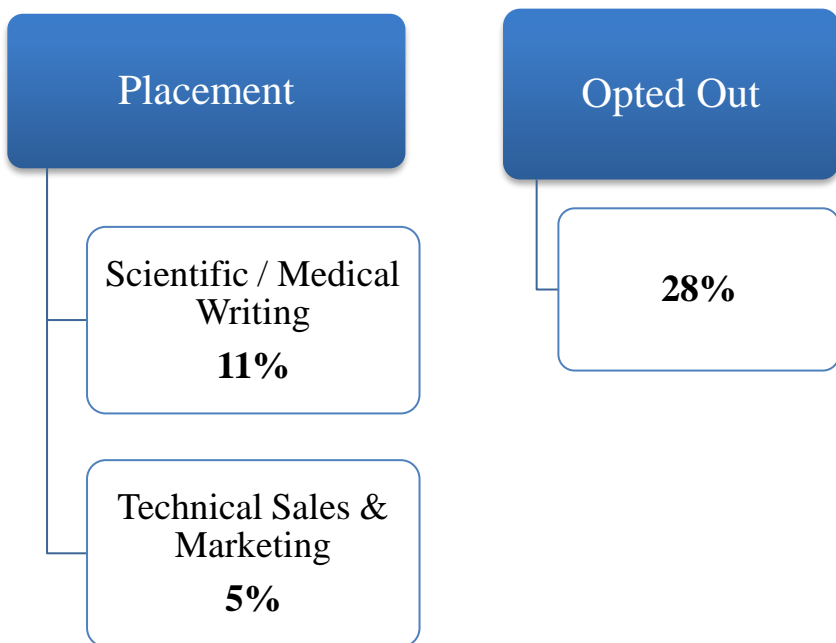 Placement
Scientific / Medical
Writing
11%
Technical Sales &
Marketing
5%
Opted Out
28%